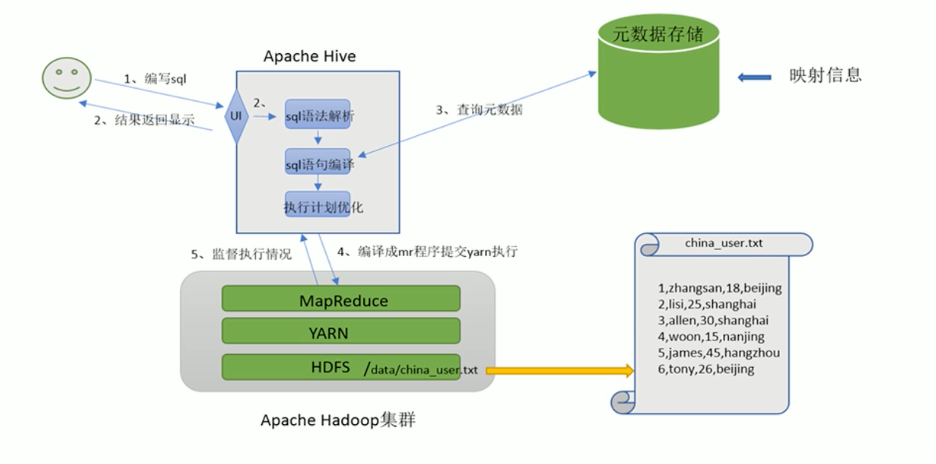 元数据存储
Apache Hive
映射信息
1、编写sql
2、
UI
sql语法解析
3、查询元数据
2、结果返回显示
sql语句编译
执行计划优化
5、监督执行情况
4、编译成mr程序提交yarn执行
china_user.txt
MapReduce
YARN
HDFS
/data/china_user.txt
1,zhangsan,18,beijing
2,lisi,25,shanghai
3,allen,30,shanghai
4,woon,15,nanjing
5,james,45,hangzhou
6,tony,26,beijing
Apache Hadoop集群